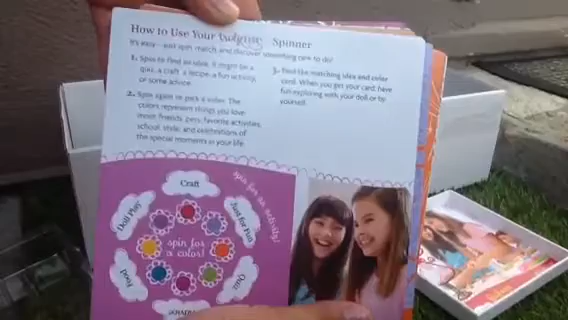 How to Use Your Spinner
It's easy—just spin, match, and discover something new to do!
1. Spin to find an idea. It might be a
quiz, a craft, a recipe, a fun activity,
or some advice.
2. Spin again to pick a color. The
colors represent things you love
most: friends, pets, favorite activities,
school, style, and celebrations of
the special moments in your life.
3. Find the matching idea and color
card. When you get your card, have
fun exploring with your doll or by
yourself.
spin for an activity!
Craft
Just for Fun
Quiz
Food
Doll Play
spin for
a color!